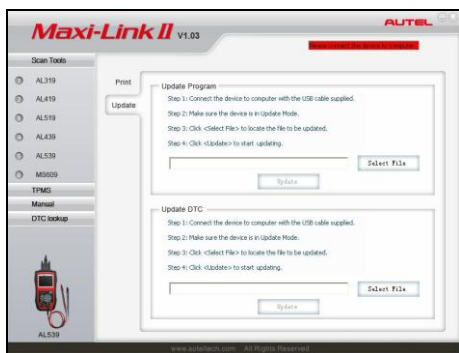 AUTEL
Maxi-Link II V1.03
Please connect the device to computer
Scan Tools
AL319
AL419
AL519
AL439
AL539
MS609
TPMS
Manual
DTC lookup
AL539
Print
Update
Update Program
Step 1: Connect the device to computer with the USB cable supplied.
Step 2: Make sure the device is in Update Mode.
Step 3: Click <Select File> to locate the file to be updated.
Step 4: Click <Update> to start updating.
Select File
Update
Update DTC
Step 1: Connect the device to computer with the USB cable supplied.
Step 2: Make sure the device is in Update Mode.
Step 3: Click <Select File> to locate the file to be updated.
Step 4: Click <Update> to start updating.
Select File
Update
www.auteltech.com All Rights Reserved